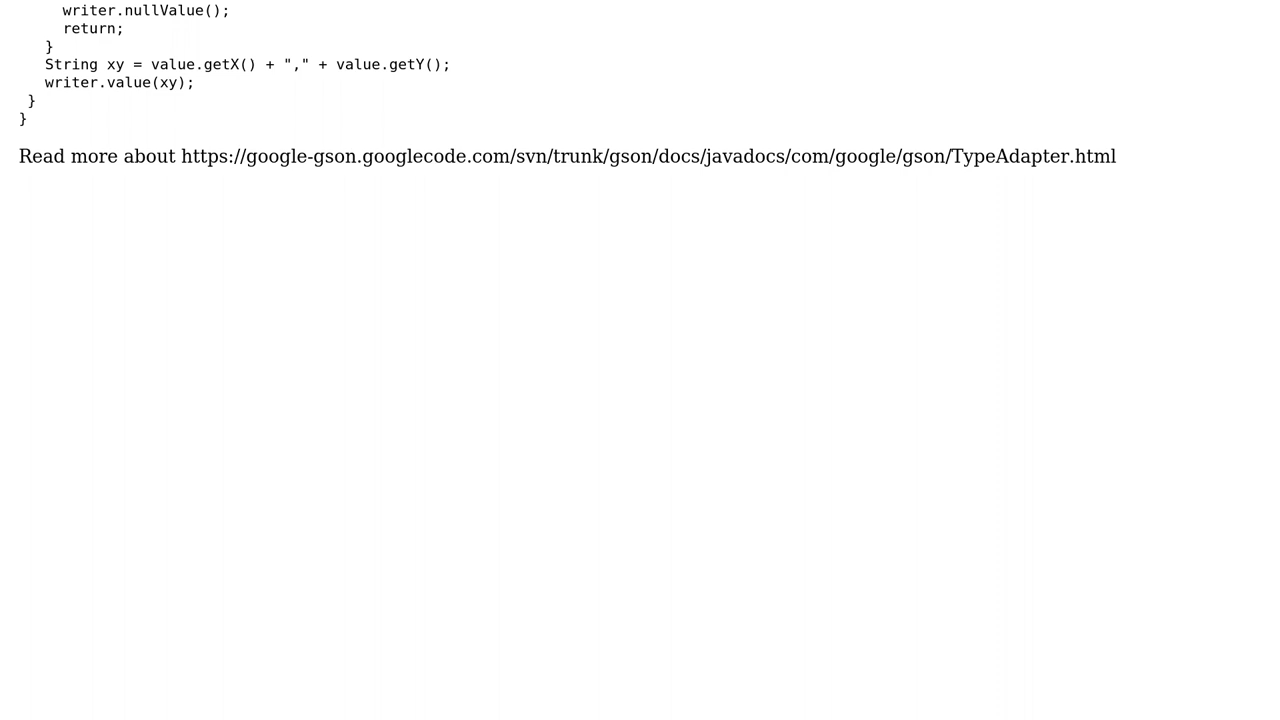 writer.nullValue();
return;
}
String xy = value.getX() + "," + value.getY();
writer.value(xy);
}
}
Read more about https://google-gson.googlecode.com/svn/trunk/gson/docs/javadocs/com/google/gson/TypeAdapter.html